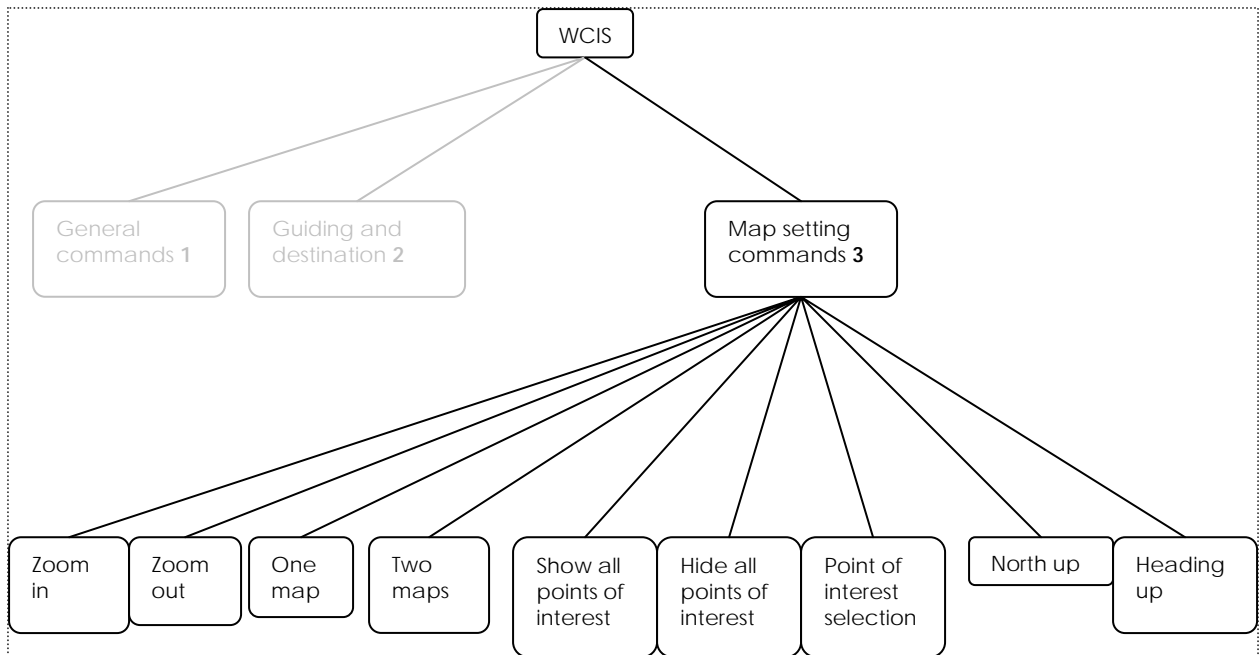 WCIS
General
commands 1
Guiding and
destination 2
Map setting
commands 3
Zoom
in
Zoom
out
One
map
Two
maps
Show all
points of
interest
Hide all
points of
interest
Point of
interest
selection
North up
Heading
up